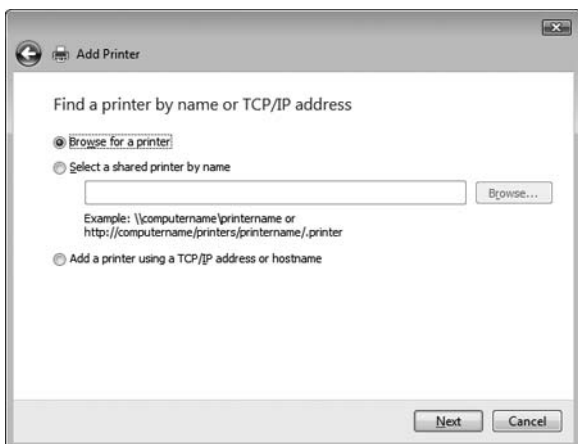 Add Printer
Find a printer by name or TCP/IP address
Browse for a printer
Select a shared printer by name
Browse...
Example: \\computername\printername or
http://computername/printers/printername/.printer
Add a printer using a TCP/IP address or hostname
Next Cancel